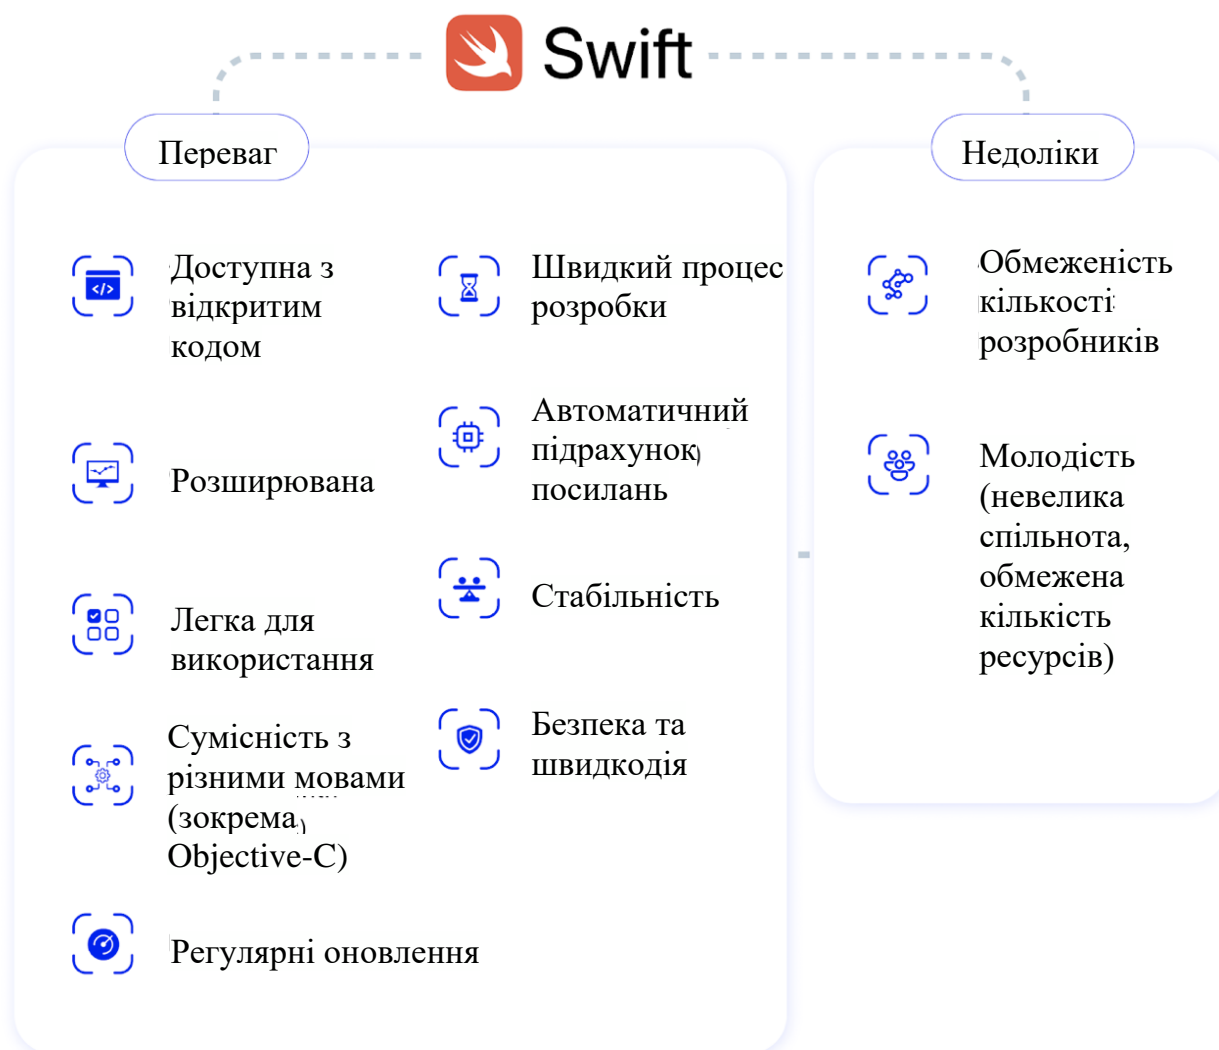 Swift
Переваг
Доступна з
відкритим
кодом
Розширювана
Легка для
використання
Сумісність з
різними мовами
(зокрема
Objective-C)
Регулярні оновлення
Швидкий процес
розробки
Автоматичний
підрахунок
посилань
Стабільність
Безпека та
швидкодія
Недоліки
Обмеженість
кількості
розробників
Молодість
(невелика
спільнота,
обмежена
кількість
ресурсів)